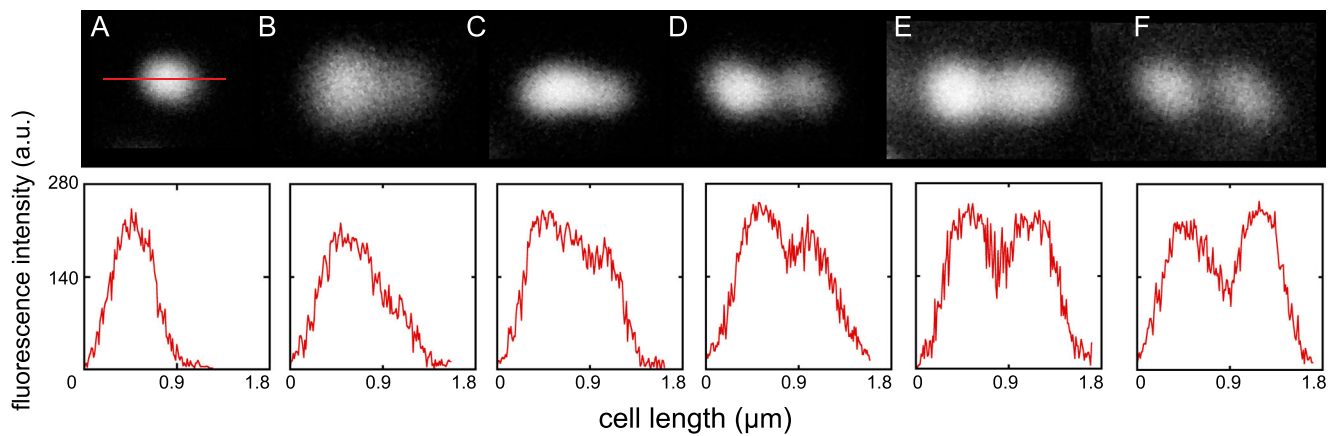 A B C D E F
fluorescence intensity (a.u.)
280
140
0 0.9 1.8 0 0.9 1.8 0 0.9 1.8 0 0.9 1.8 0 0.9 1.8 0 0.9 1.8
cell length (μm)